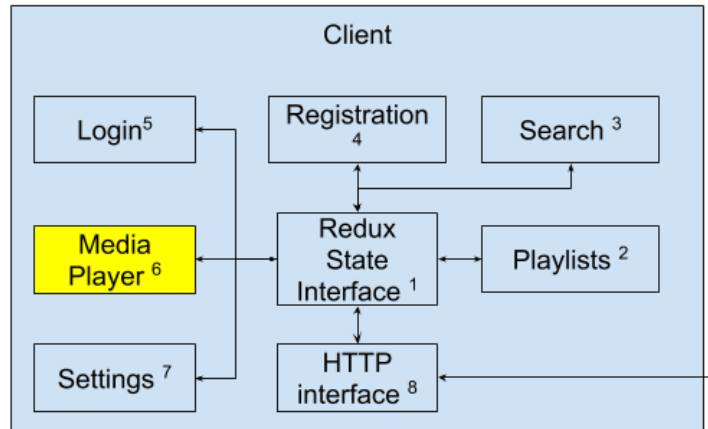 Client
Login5
Registration
4
Search 3
Media
Player 6
Redux
State
Interface 1
Playlists 2
Settings 7
HTTP
interface 8